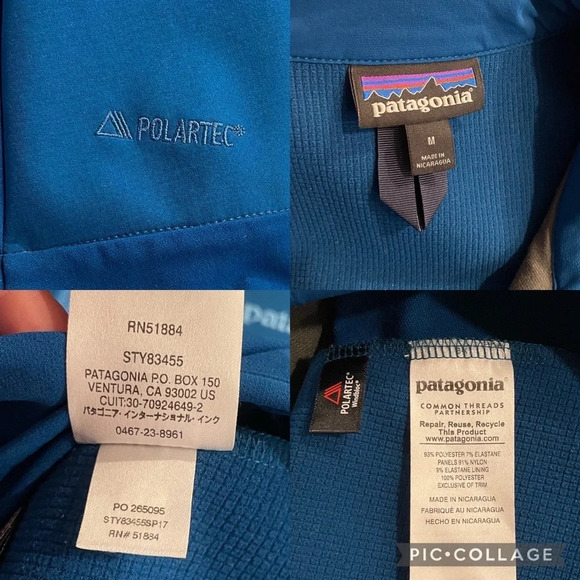 POLARTEC®
patagonia®
M
MADE IN
NICARAGUA
RN51884
STY83455
PATAGONIA P.O. BOX 150
VENTURA, CA 93002 US
CUIT:30-70924649-2
パタゴニア・インターナショナル・インク
0467-23-8961
PO 265095
STY83455SP17
RN# 51884
POLARTEC®
Windbloc®
patagonia®
COMMON THREADS
PARTNERSHIP
Repair, Reuse, Recycle
This Product
www.patagonia.com
93% POLYESTER 7% ELASTANE
PANELS 91% NYLON
9% ELASTANE LINING
100% POLYESTER
EXCLUSIVE OF TRIM
MADE IN NICARAGUA
FABRIQUÉ AU NICARAGUA
HECHO EN NICARAGUA
PIC•COLLAGE